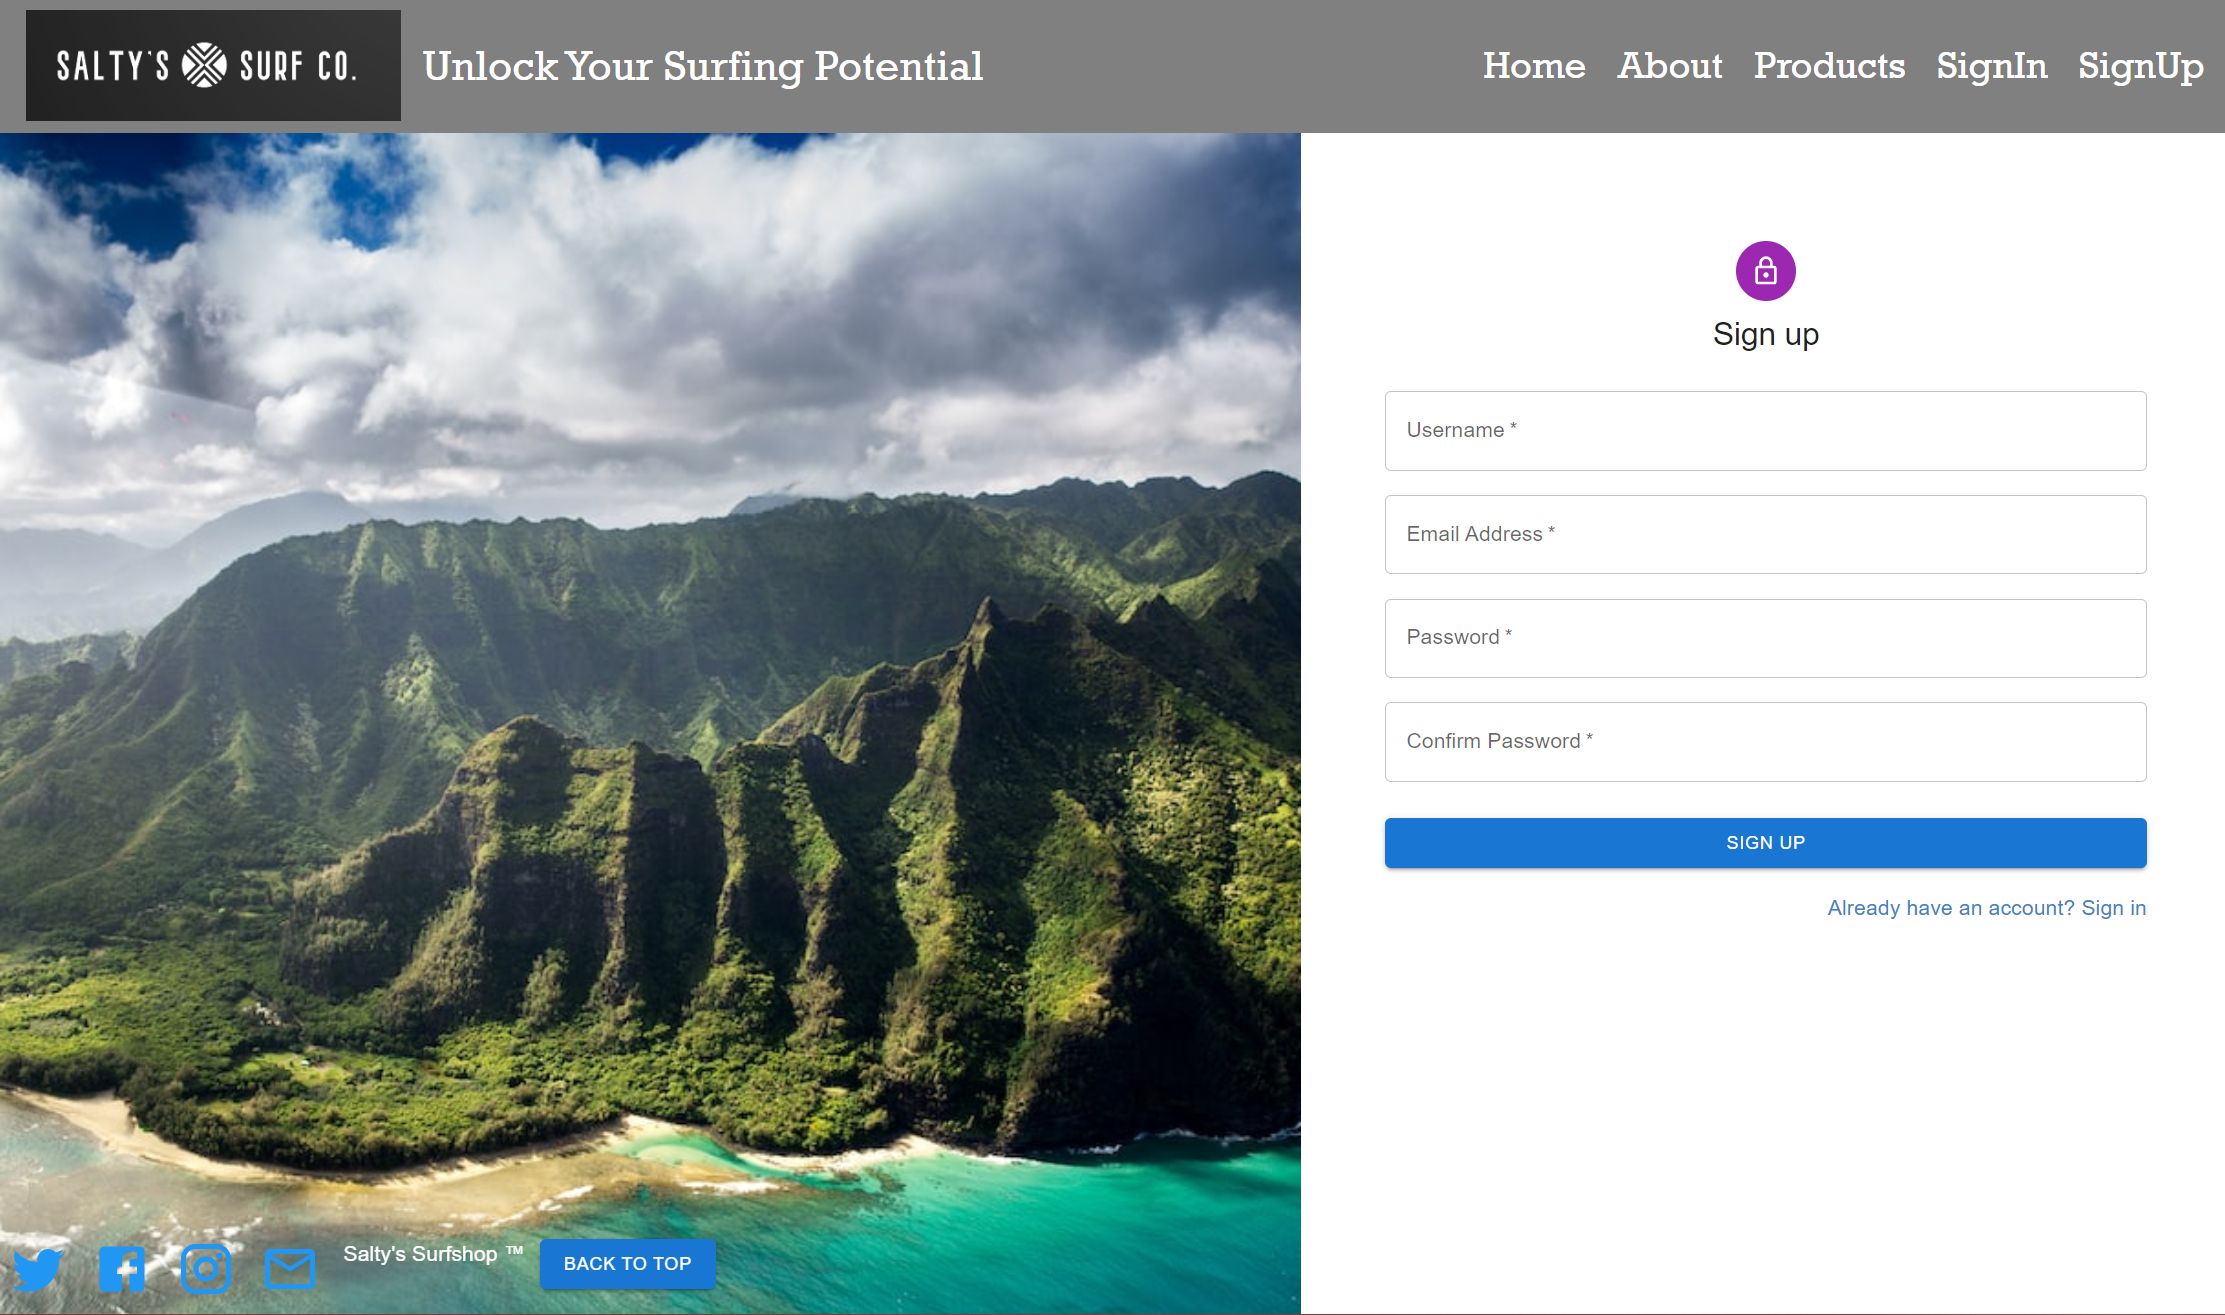 SALTY'S SURF CO.
Unlock Your Surfing Potential
Home About Products SignIn SignUp
Sign up
Username *
Email Address *
Password *
Confirm Password *
SIGN UP
Already have an account? Sign in
Salty's Surfshop ™
BACK TO TOP